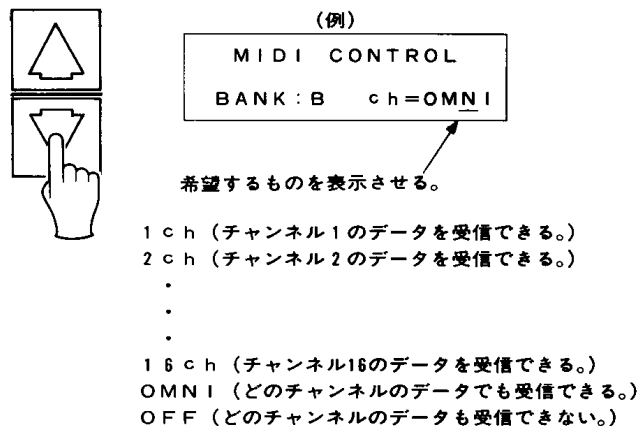 (例)
MIDI CONTROL
BANK:B ch=OMNI
希望するものを表示させる。
1ch (チャンネル1のデータを受信できる。)
2ch (チャンネル2のデータを受信できる。)
・
・
16ch (チャンネル16のデータを受信できる。)
OMNI (どのチャンネルのデータでも受信できる。)
OFF (どのチャンネルのデータも受信できない。)